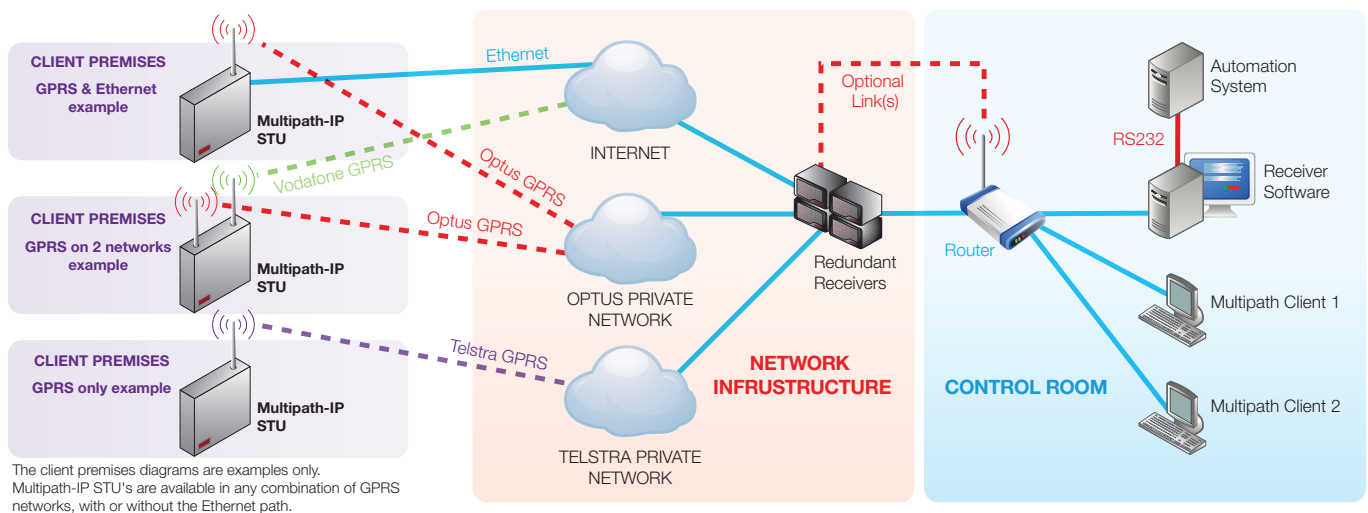 CLIENT PREMISES
GPRS & Ethernet
example
Multipath-IP
STU
CLIENT PREMISES
GPRS on 2 networks
example
Multipath-IP
STU
CLIENT PREMISES
GPRS only example
Multipath-IP
STU
The client premises diagrams are examples only.
Multipath-IP STU's are available in any combination of GPRS
networks, with or without the Ethernet path.
Ethernet
Vodafone GPRS
Optus GPRS
Optus GPRS
Telstra GPRS
INTERNET
OPTUS PRIVATE
NETWORK
TELSTRA PRIVATE
NETWORK
Redundant
Receivers
NETWORK
INFRUSTRUCTURE
Optional
Link(s)
Router
RS232
Automation
System
Receiver
Software
Multipath Client 1
Multipath Client 2
CONTROL ROOM